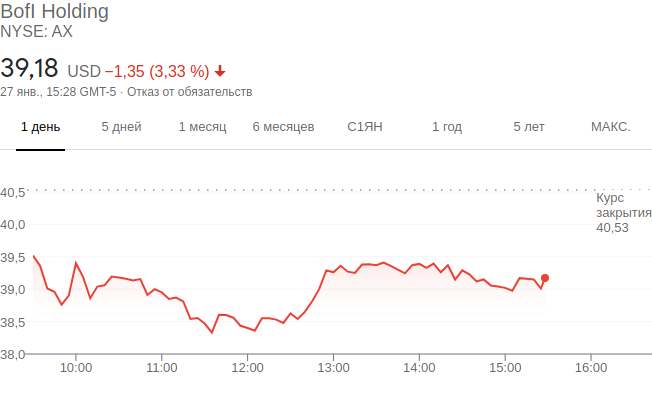 BofI Holding
NYSE: AX
39,18 USD −1,35 (3,33 %)
27 янв., 15:28 GMT-5 · Отказ от обязательств
1 день 5 дней 1 месяц 6 месяцев С1ЯН 1 год 5 лет МАКС.
40,5
Курс
закрытия
40,53
40,0
39,5
39,0
38,5
38,0
10:00 11:00 12:00 13:00 14:00 15:00 16:00